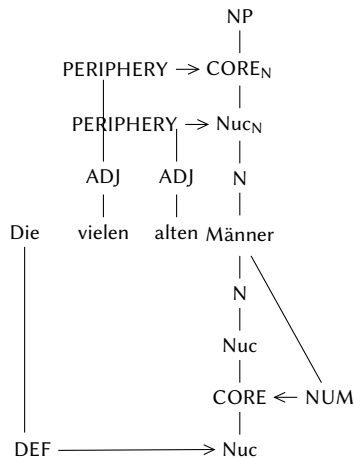 NP
PERIPHERY → CORE_N
PERIPHERY → Nuc_N
ADJ ADJ N
Die vielen alten Männer
N
Nuc
CORE ← NUM
DEF → Nuc